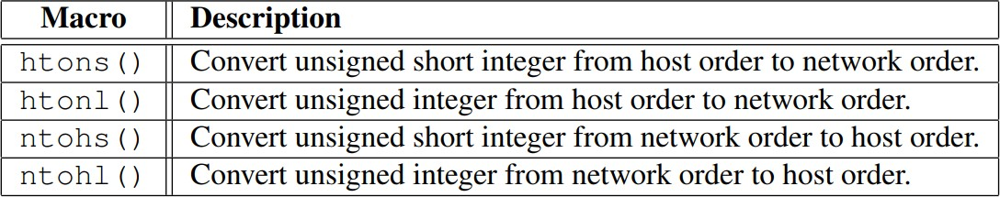 Macro Description
htons() Convert unsigned short integer from host order to network order.
htonl() Convert unsigned integer from host order to network order.
ntohs() Convert unsigned short integer from network order to host order.
ntohl() Convert unsigned integer from network order to host order.